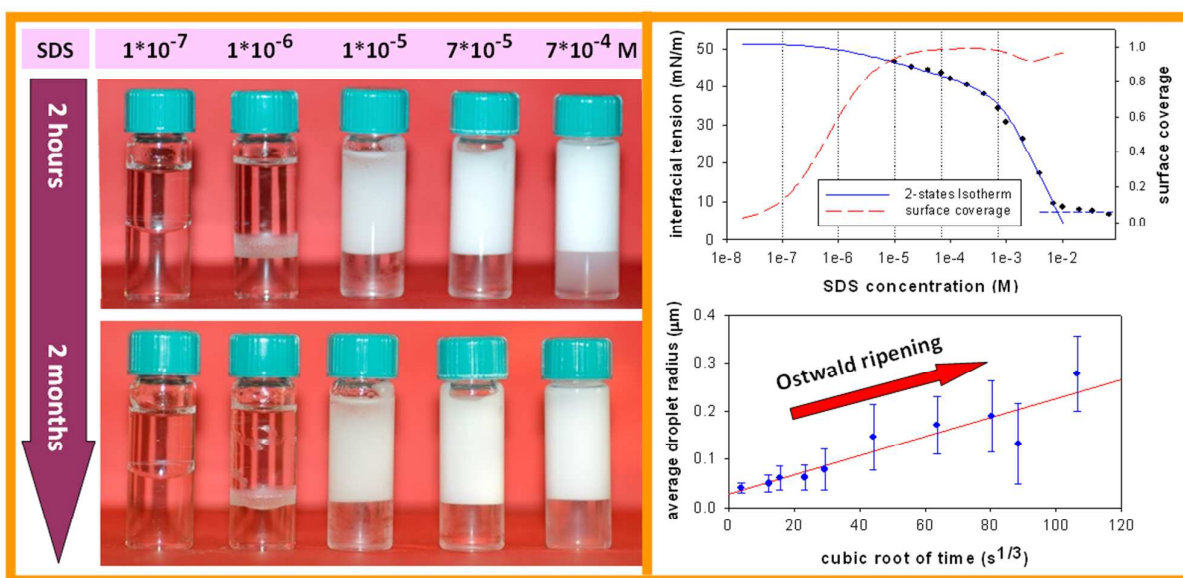 SDS 1*10-7 1*10-6 1*10-5 7*10-5 7*10-4 M
2 hours
2 months
interfacial tension (mN/m)
50
40
30
20
10
0
1.0
0.8
0.6
0.4
0.2
0.0
surface coverage
2-states Isotherm
surface coverage
1e-8 1e-7 1e-6 1e-5 1e-4 1e-3 1e-2
SDS concentration (M)
average droplet radius (μm)
0.4
0.3
0.2
0.1
0.0
Ostwald ripening
0 20 40 60 80 100 120
cubic root of time (s1/3)